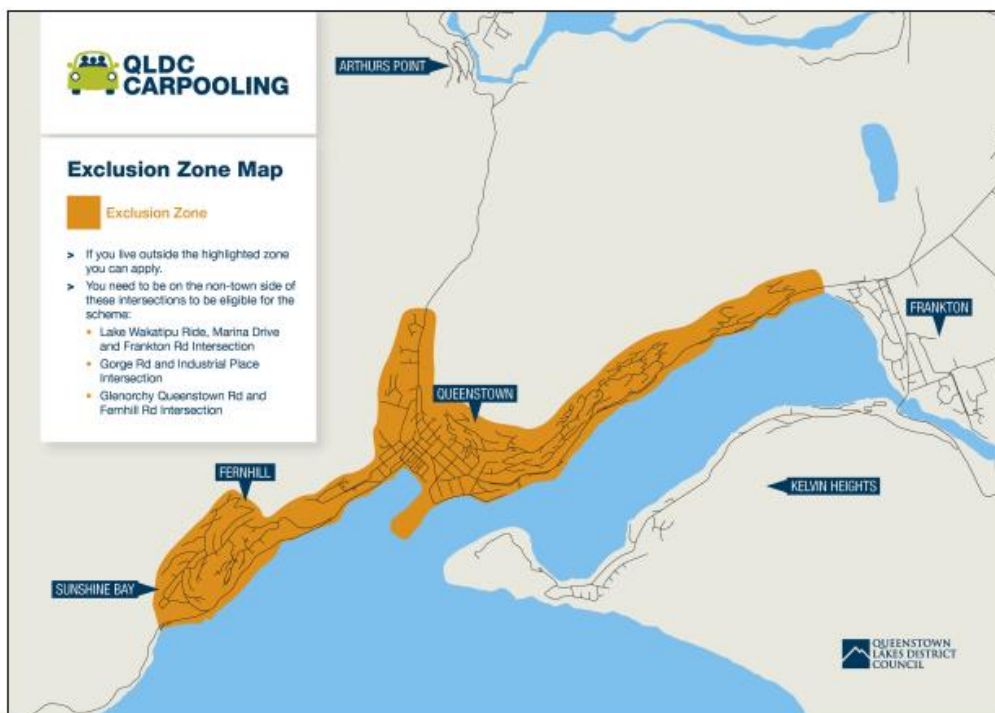 QLDC
CARPOOLING
Exclusion Zone Map
Exclusion Zone
> If you live outside the highlighted zone
you can apply.
> You need to be on the non-town side of
these intersections to be eligible for the
scheme:
• Lake Wakatipu Ride, Marina Drive
and Frankton Rd Intersection
• Gorge Rd and Industrial Place
Intersection
• Glenorchy Queenstown Rd and
Fernhill Rd Intersection
ARTHURS POINT
FRANKTON
QUEENSTOWN
FERNHILL
KELVIN HEIGHTS
SUNSHINE BAY
QUEENSTOWN
LAKES DISTRICT
COUNCIL